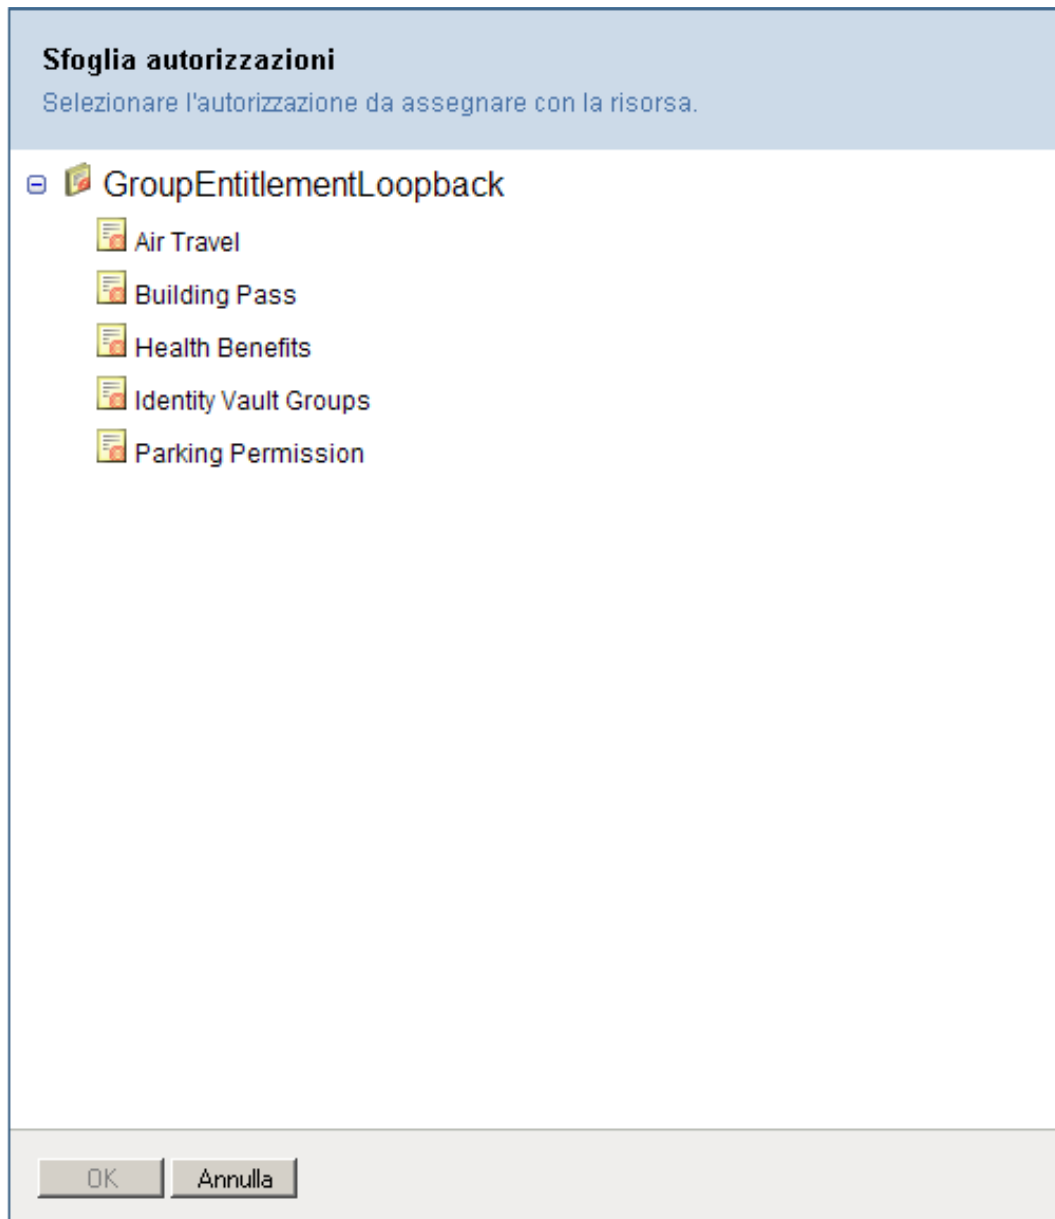 Sfoglia autorizzazioni
Selezionare l'autorizzazione da assegnare con la risorsa.
GroupEntitlementLoopback
Air Travel
Building Pass
Health Benefits
Identity Vault Groups
Parking Permission
OK Annulla